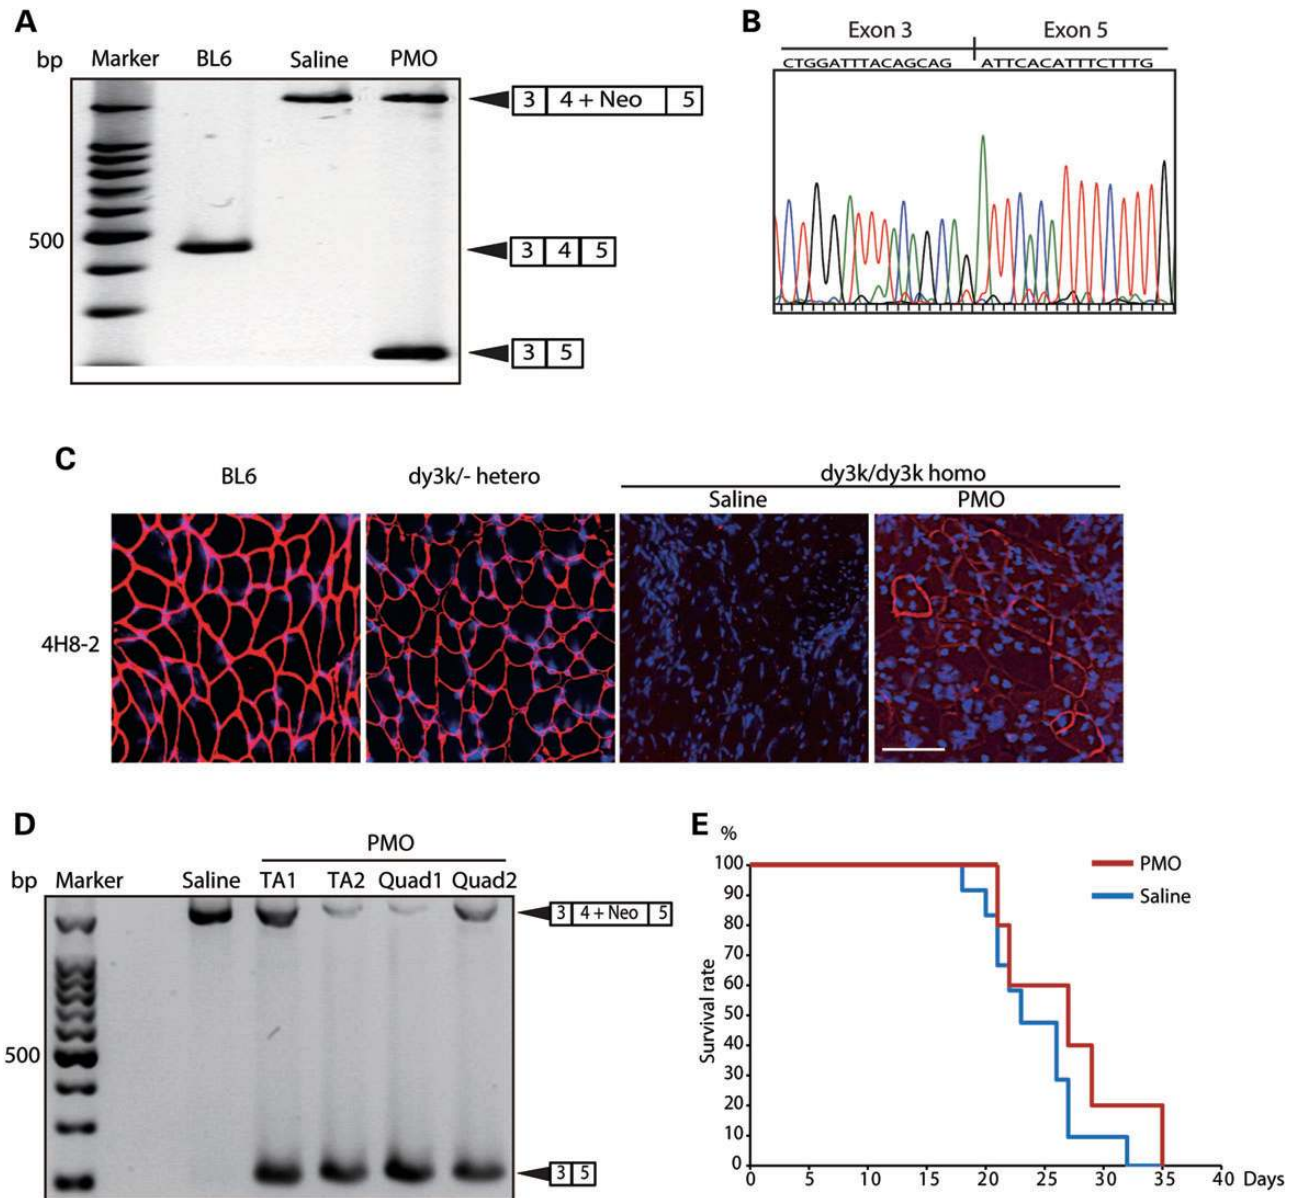 A
bp Marker BL6 Saline PMO
3 4 + Neo 5
500
3 4 5
3 5
B
Exon 3 Exon 5
CTGGATTTACAGCAG ATTCACATTTCTTTG
C
BL6 dy3k/- hetero dy3k/dy3k homo
Saline PMO
4H8-2
D
PMO
bp Marker Saline TA1 TA2 Quad1 Quad2
3 4 + Neo 5
500
3 5
E
%
100
90
80
70
60
50
40
30
20
10
0
Survival rate
PMO
Saline
0 5 10 15 20 25 30 35 40 Days